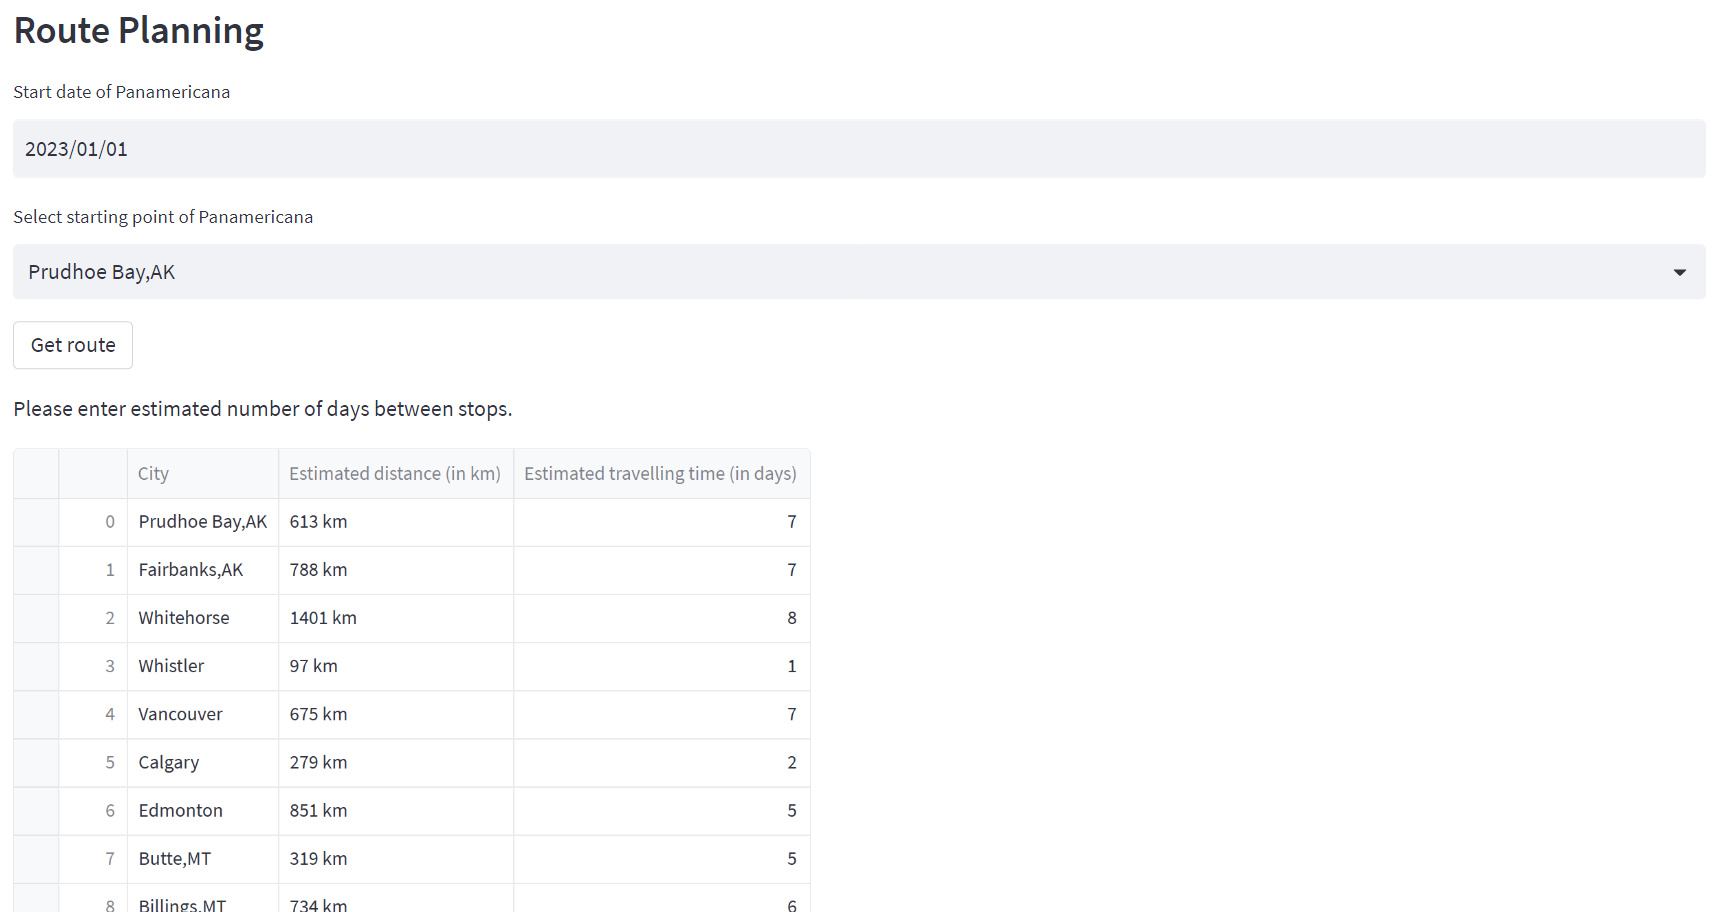 Route Planning
Start date of Panamericana
2023/01/01
Select starting point of Panamericana
Prudhoe Bay,AK
Get route
Please enter estimated number of days between stops.
City Estimated distance (in km) Estimated travelling time (in days)
0 Prudhoe Bay,AK 613 km 7
1 Fairbanks,AK 788 km 7
2 Whitehorse 1401 km 8
3 Whistler 97 km 1
4 Vancouver 675 km 7
5 Calgary 279 km 2
6 Edmonton 851 km 5
7 Butte,MT 319 km 5
8 Billings,MT 734 km 6